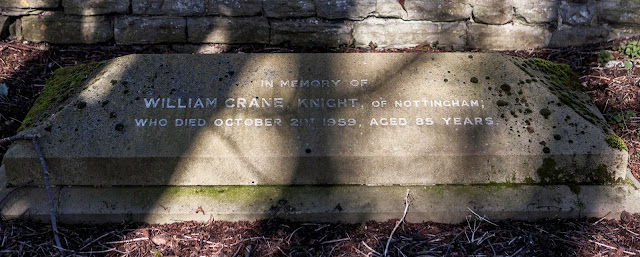 IN MEMORY OF
WILLIAM CRANE KNIGHT, OF NOTTINGHAM;
WHO DIED OCTOBER 21ST 1959, AGED 85 YEARS.